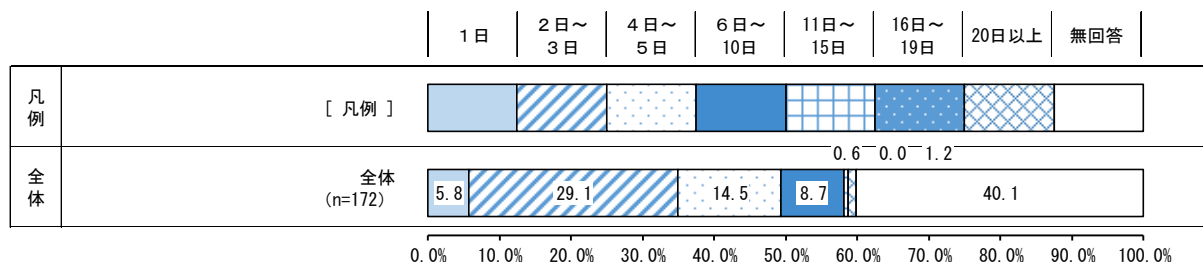 1日 2日～3日 4日～5日 6日～10日 11日～15日 16日～19日 20日以上 無回答
凡例 [ 凡例 ]
0.6 0.0 1.2
全体 全体
(n=172)
5.8 29.1 14.5 8.7 40.1
0.0% 10.0% 20.0% 30.0% 40.0% 50.0% 60.0% 70.0% 80.0% 90.0% 100.0%